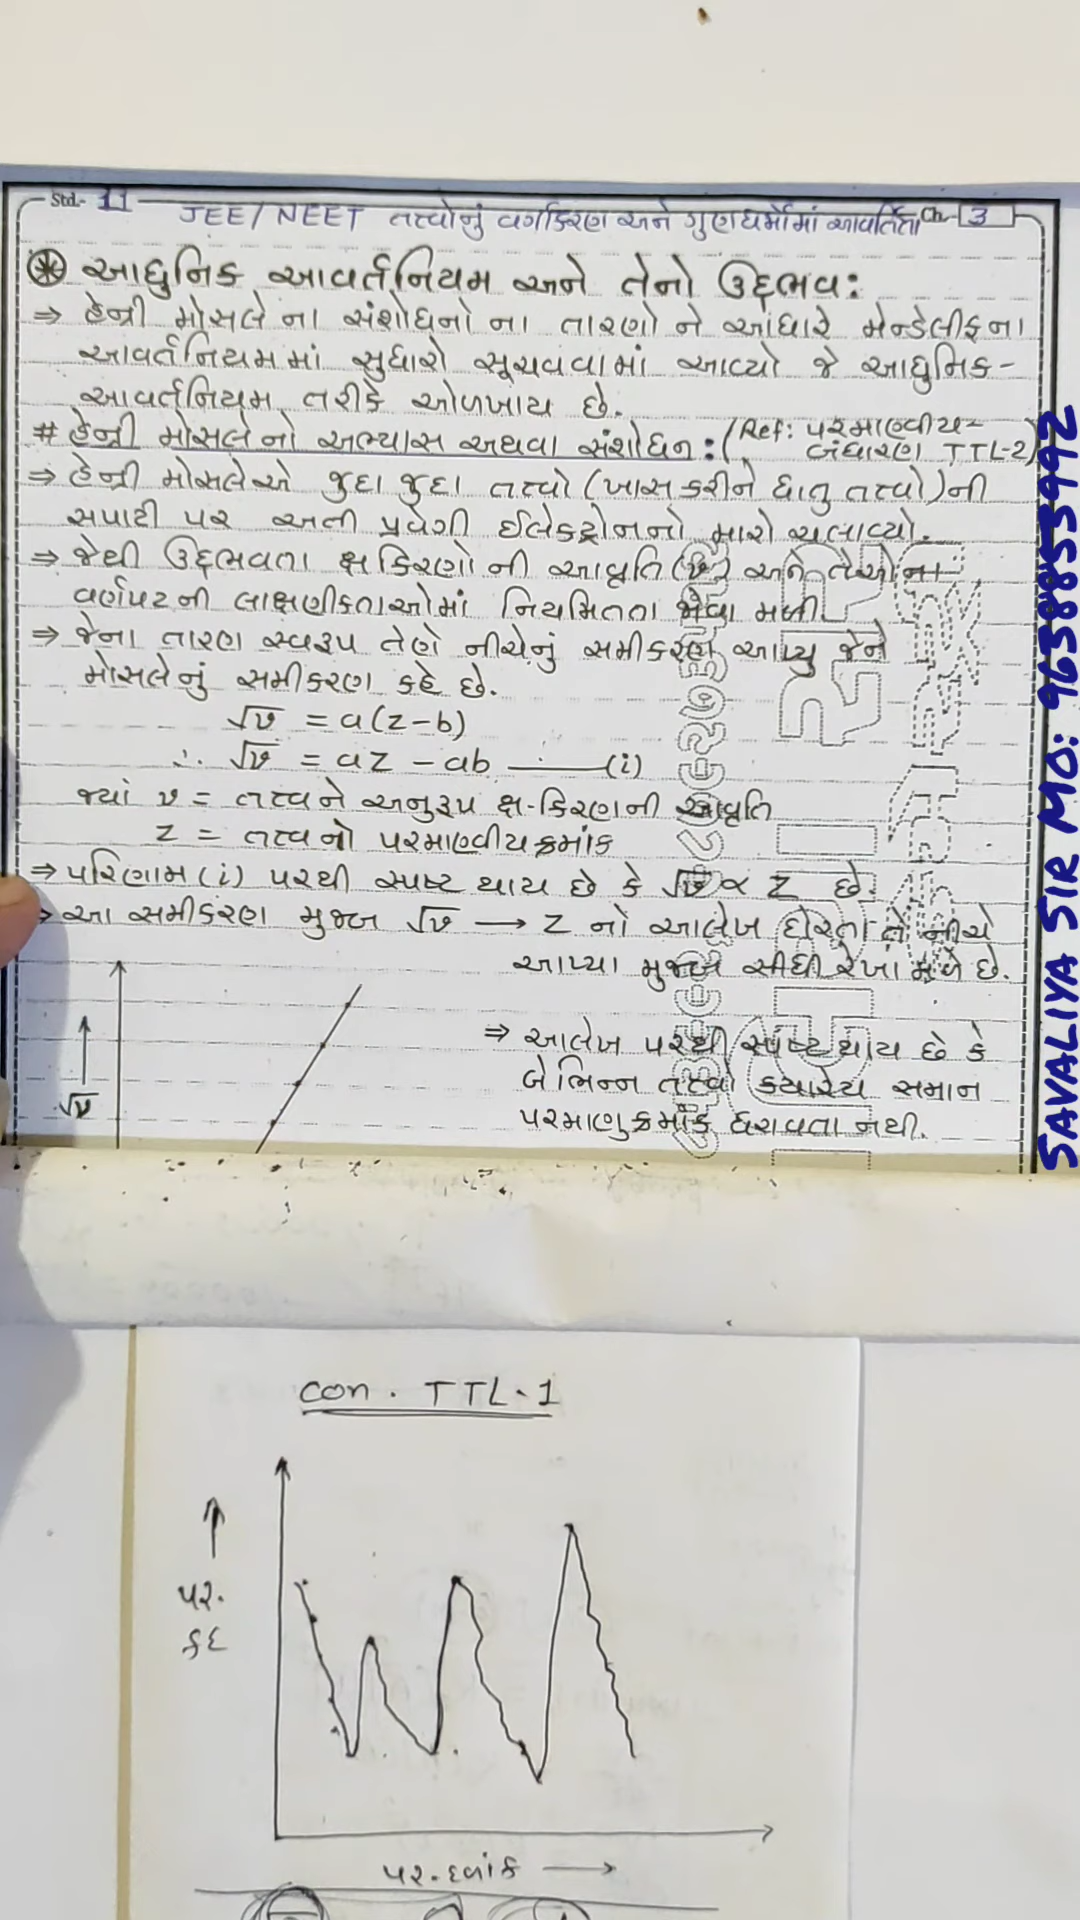 Std.- 11
JEE/NEET તત્ત્વોનું વર્ગીકરણ અને ગુણધર્મોમાં આવર્તિતા Ch. 3
આધુનિક આવર્તનિયમ અને તેનો ઉદ્દભવ:
⇒ હેન્રી મોસલે ના સંશોધનો ના તારણો ને આધારે મેન્ડેલીફના
આવર્તનિયમમાં સુધારો સૂચવવામાં આવ્યો જે આધુનિક-
આવર્તનિયમ તરીકે ઓળખાય છે.
# હેન્રી મોસલેનો અભ્યાસ અથવા સંશોધન: (Ref: પરમાણ્વીય-
બંધારણ TTL-2)
⇒ હેન્રી મોસલેએ જુદા જુદા તત્વો (ખાસ કરીને ધાતુ તત્વો)ની
સપાટી પર અતી પ્રવેગી ઈલેક્ટ્રોનનો મારો ચલાવ્યો.
⇒ જેથી ઉદ્દભવતા ક્ષ કિરણો ની આવૃતિ (ν) અને તેઓના
વર્ણપટની લાક્ષણીકતાઓમાં નિયમિતતા જોવા મળી.
⇒ જેના તારણ સ્વરૂપ તેણે નીચેનું સમીકરણ આપ્યુ જેને
મોસલેનું સમીકરણ કહે છે.
√ν = a(z-b)
∴ √ν = az - ab ——(i)
જ્યાં ν = તત્વને અનુરૂપ ક્ષ-કિરણની આવૃતિ
z = તત્વનો પરમાણ્વીયક્રમાંક
⇒ પરિણામ (i) પરથી સ્પષ્ટ થાય છે કે √ν ∝ Z છે.
→ આ સમીકરણ મુજબ √ν → Z નો આલેખ દોરતા તે નીચે
આપ્યા મુજબ સીધી રેખા મળે છે.
⇒ આલેખ પરથી સ્પષ્ટ થાય છે કે
બે ભિન્ન તત્વો ક્યારેય સમાન
પરમાણુક્રમાંક ધરાવતા નથી.
√ν
SAVALIYA SIR MO: 9638853992
con. TTL-1
પર.
કદ